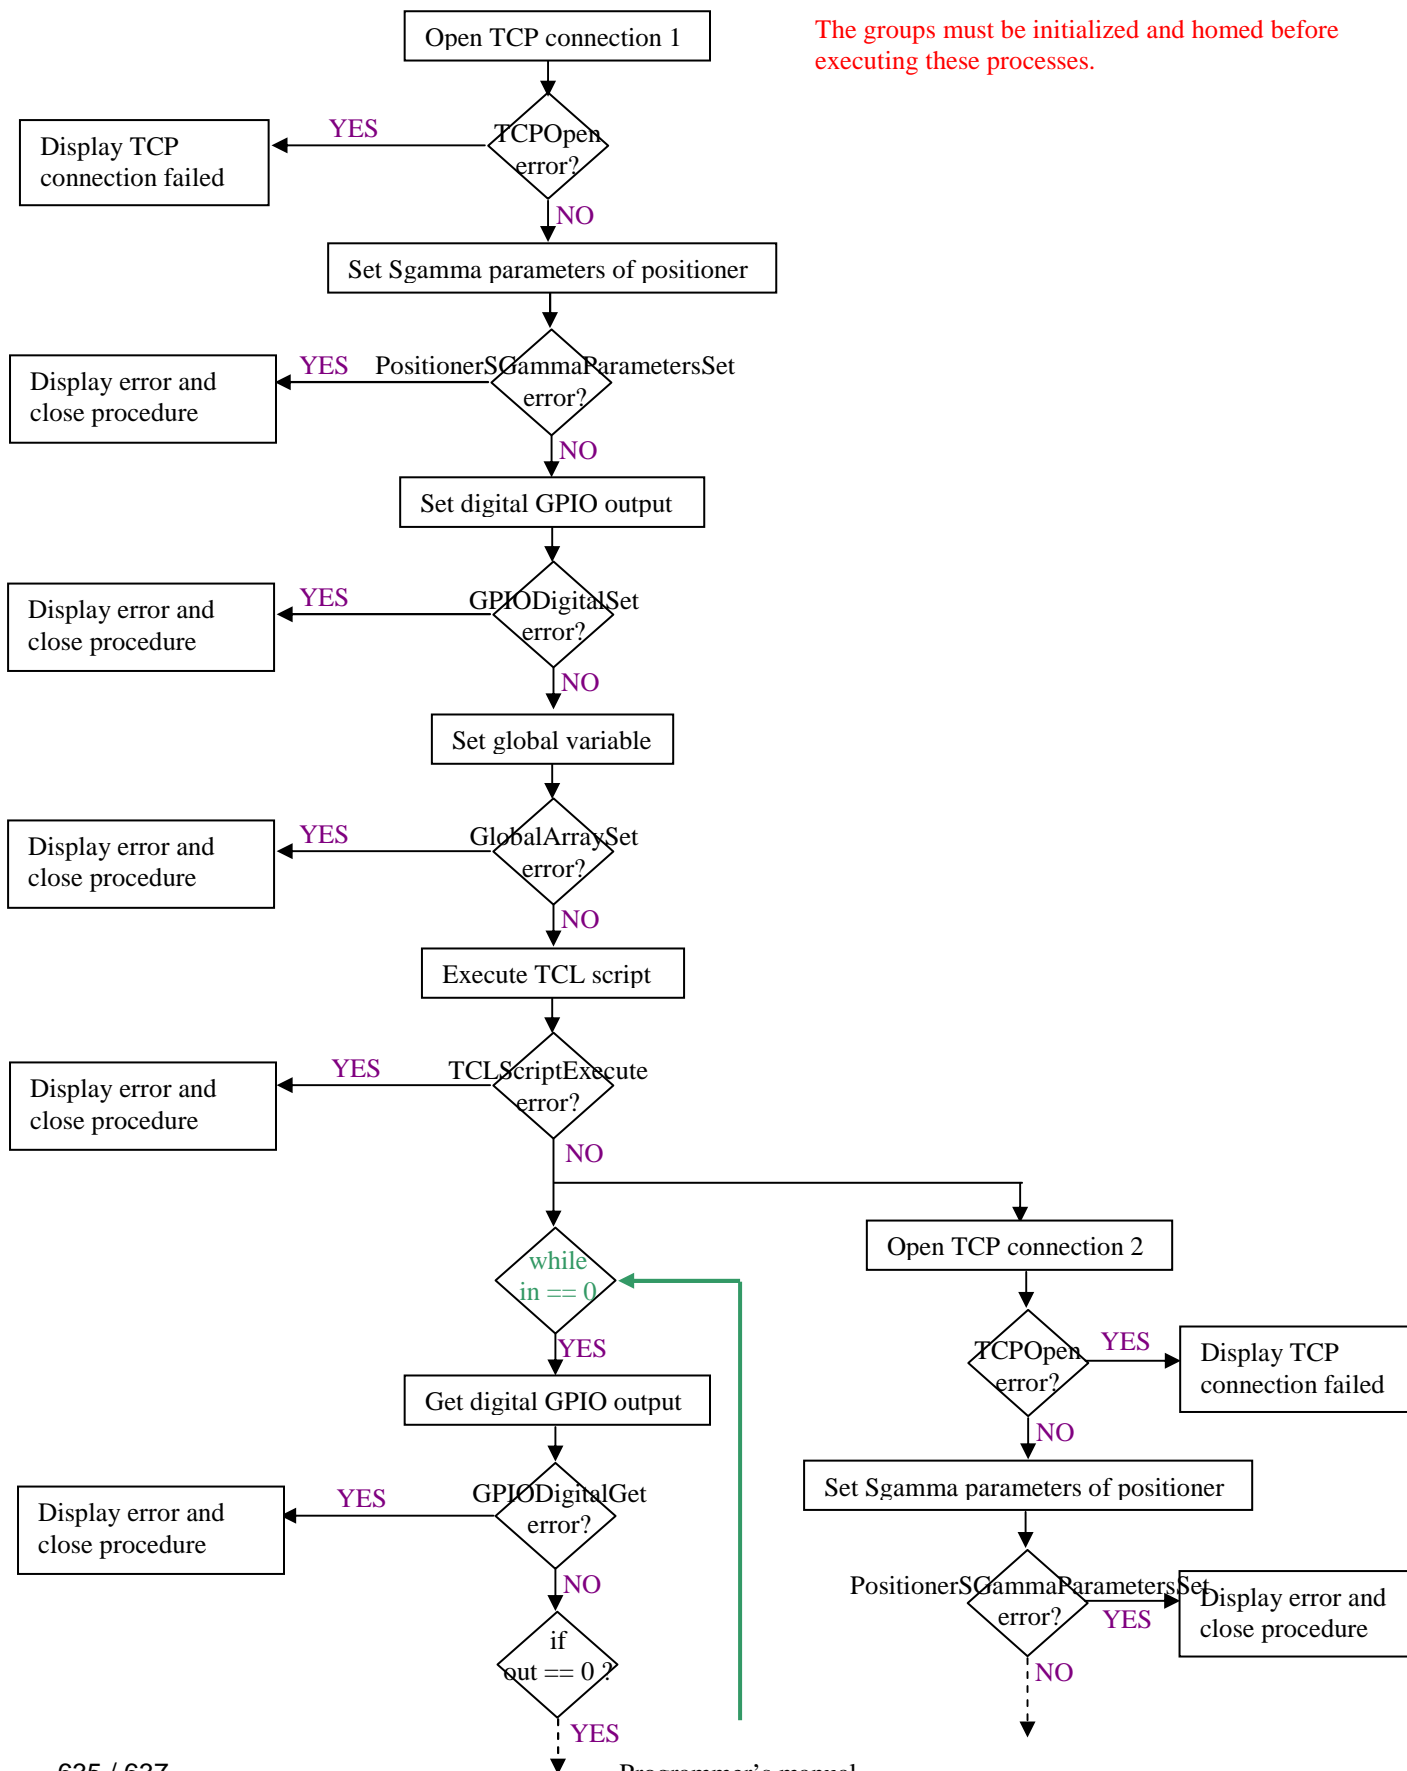 Open TCP connection 1
The groups must be initialized and homed before
executing these processes.
TCPOpen
error?
YES
Display TCP
connection failed
NO
Set Sgamma parameters of positioner
PositionerSGammaParametersSet
error?
YES
Display error and
close procedure
NO
Set digital GPIO output
GPIODigitalSet
error?
YES
Display error and
close procedure
NO
Set global variable
GlobalArraySet
error?
YES
Display error and
close procedure
NO
Execute TCL script
TCLScriptExecute
error?
YES
Display error and
close procedure
NO
while
in == 0
YES
Get digital GPIO output
GPIODigitalGet
error?
YES
Display error and
close procedure
NO
if
out == 0 ?
YES
Open TCP connection 2
TCPOpen
error?
YES
Display TCP
connection failed
NO
Set Sgamma parameters of positioner
PositionerSGammaParametersSet
error?
YES
Display error and
close procedure
NO
635 / 637
Programmer's manual